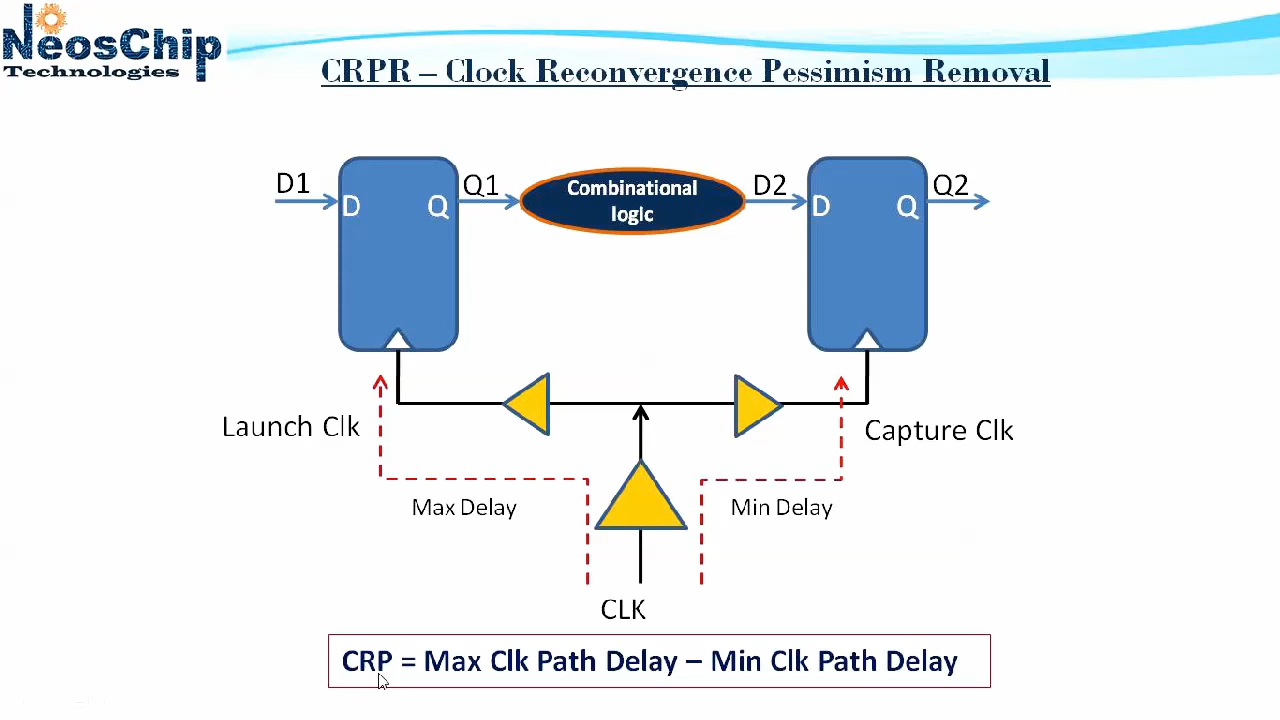 NeosChip
Technologies
CRPR – Clock Reconvergence Pessimism Removal
D1
D
Q
Q1
Combinational
logic
D2
D
Q
Q2
Launch Clk
Capture Clk
Max Delay
Min Delay
CLK
CRP = Max Clk Path Delay – Min Clk Path Delay